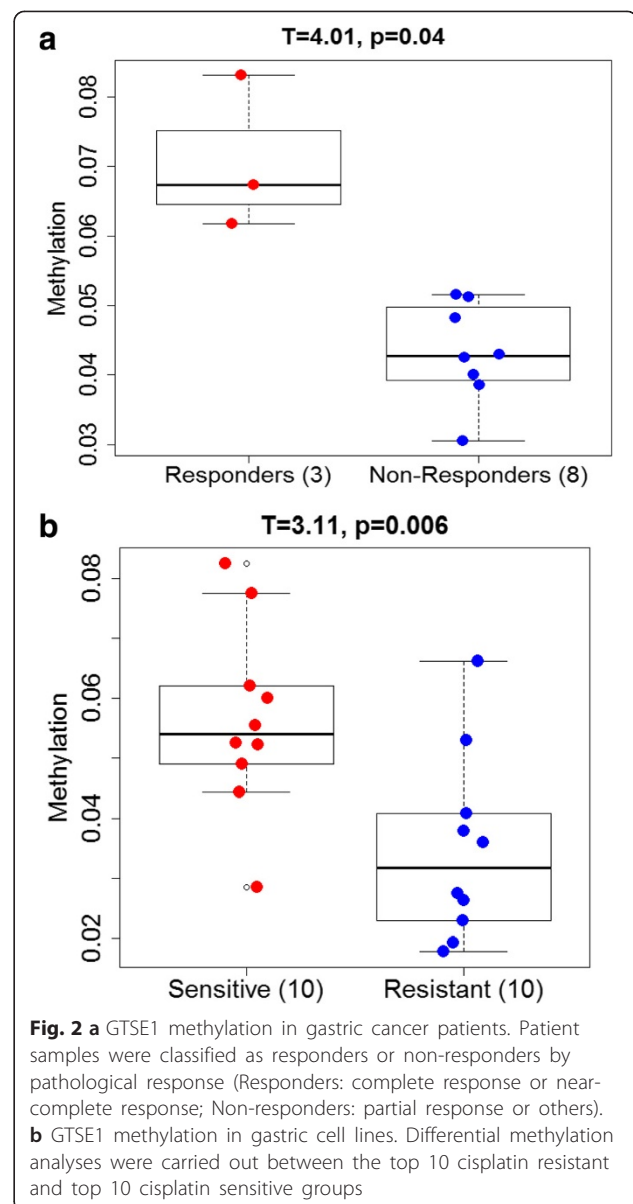 a
T=4.01, p=0.04
Methylation
0.08
0.07
0.06
0.05
0.04
0.03
Responders (3) Non-Responders (8)
b
T=3.11, p=0.006
Methylation
0.08
0.06
0.04
0.02
Sensitive (10) Resistant (10)
Fig. 2 a GTSE1 methylation in gastric cancer patients. Patient
samples were classified as responders or non-responders by
pathological response (Responders: complete response or near-
complete response; Non-responders: partial response or others).
b GTSE1 methylation in gastric cell lines. Differential methylation
analyses were carried out between the top 10 cisplatin resistant
and top 10 cisplatin sensitive groups